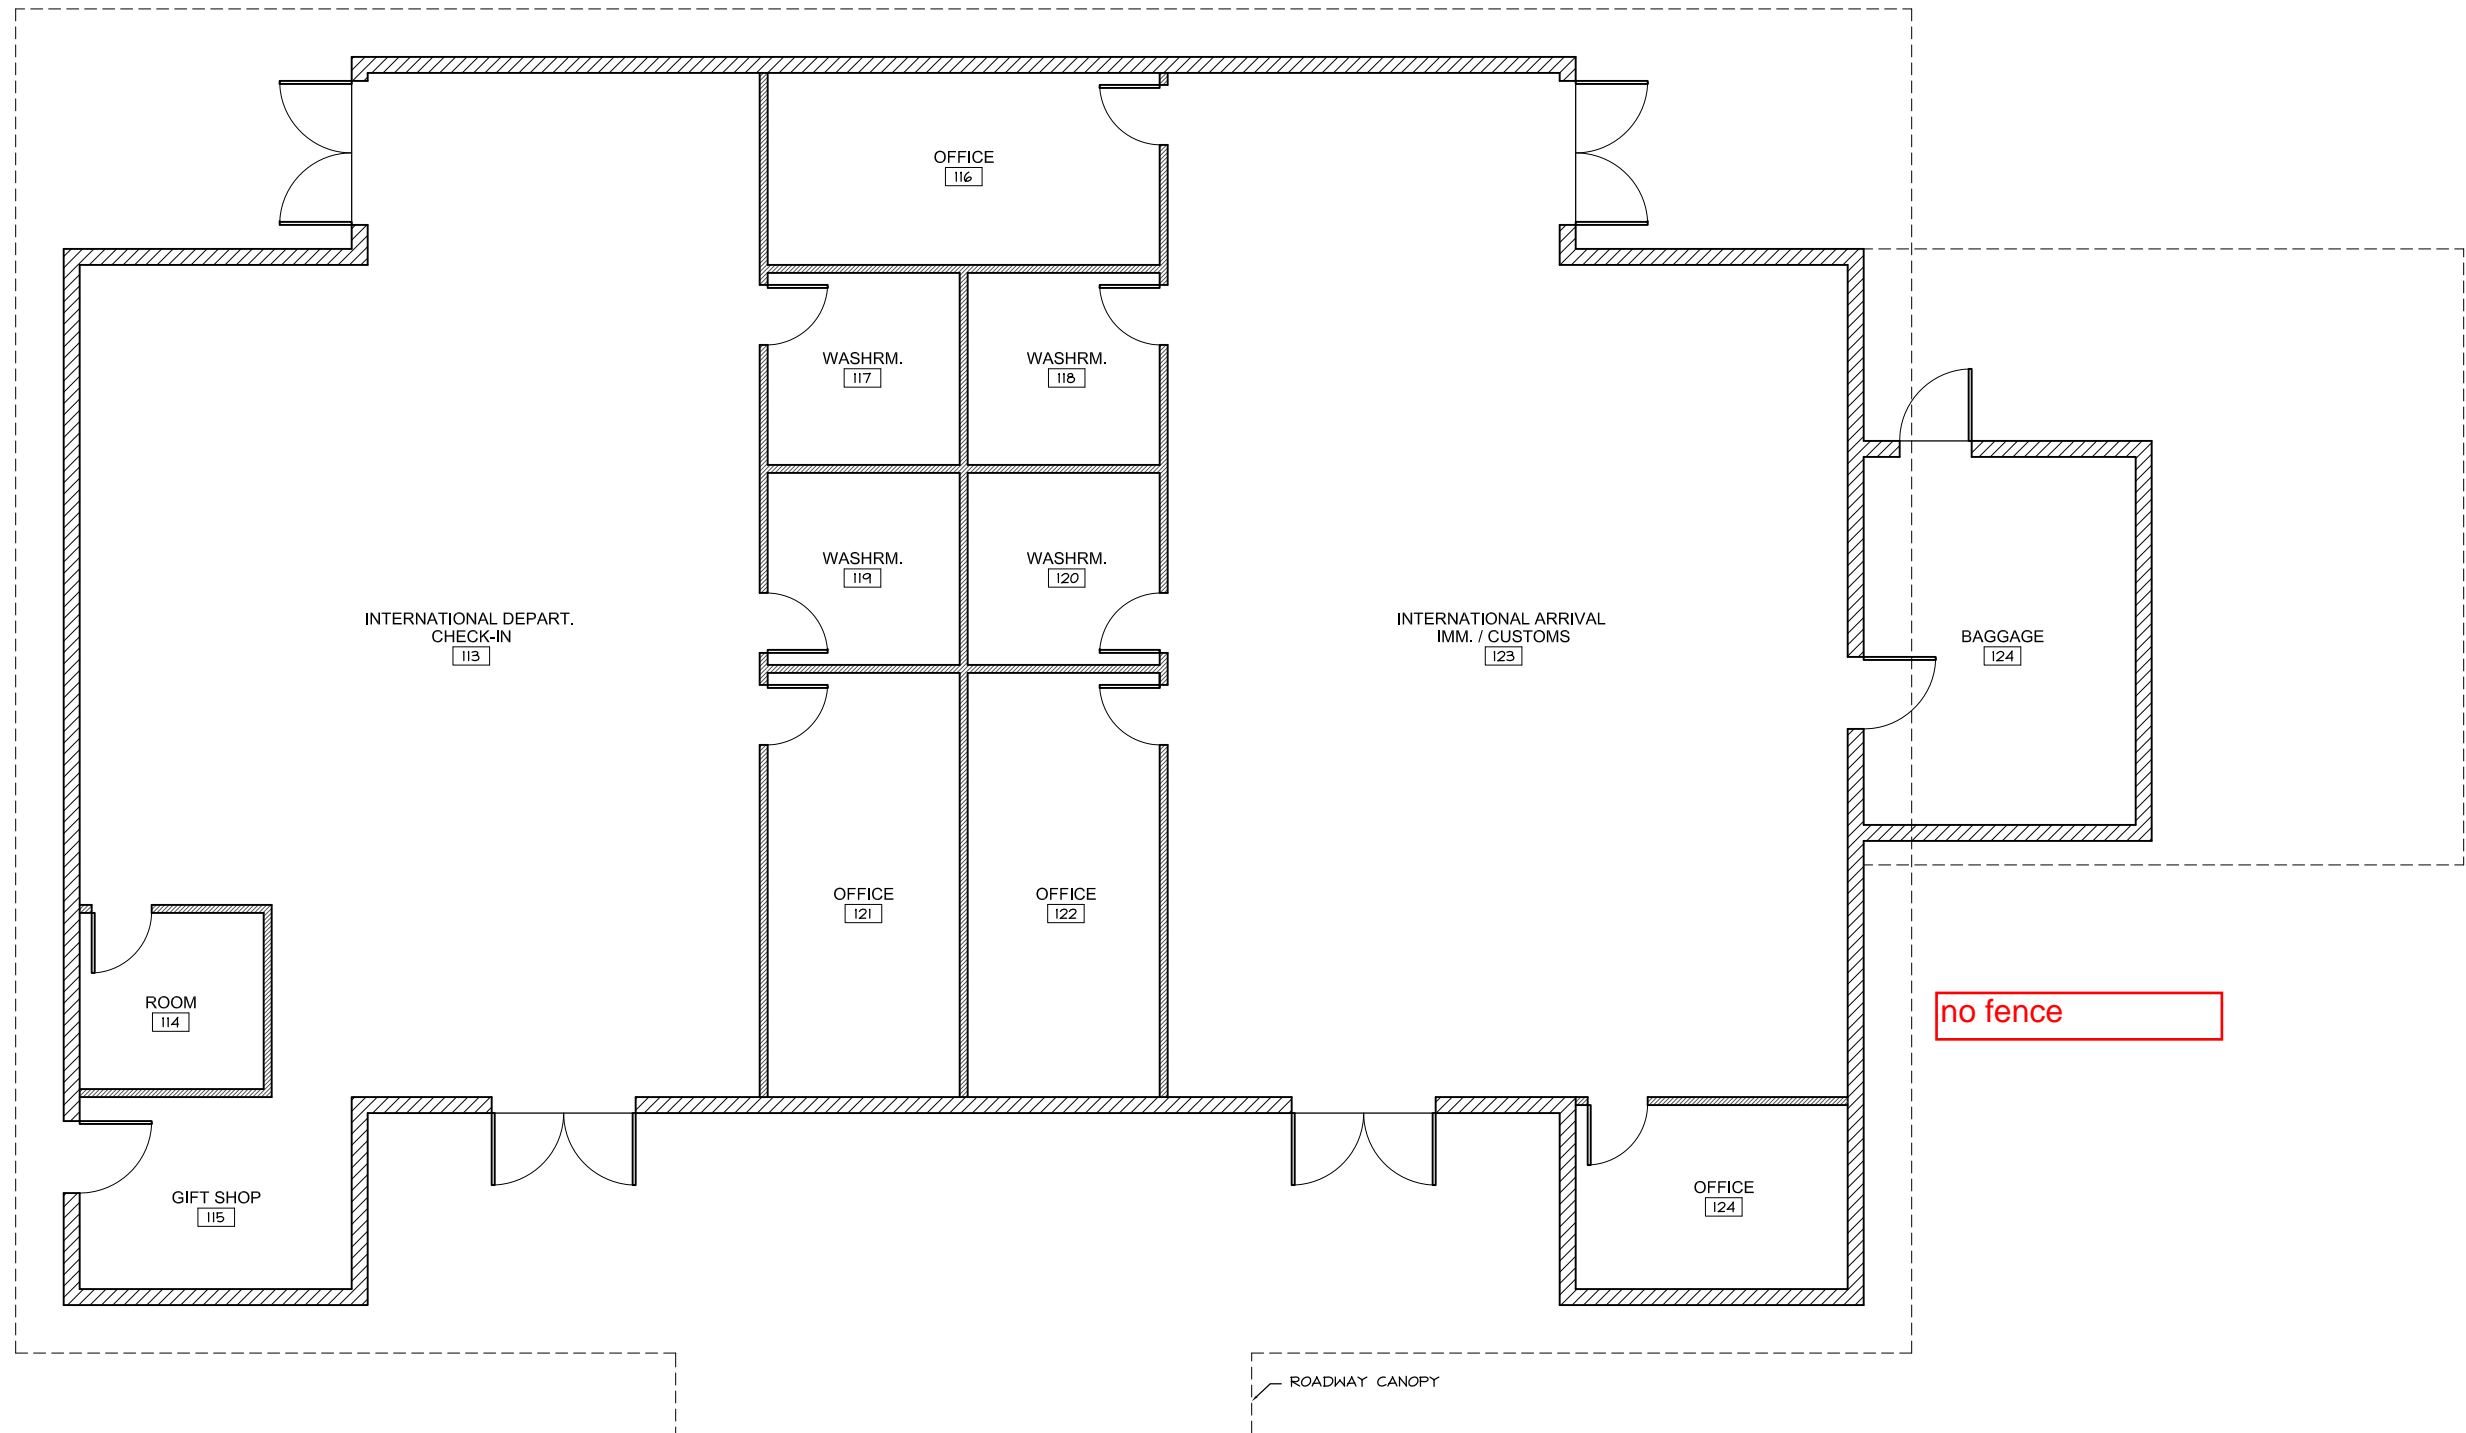 OFFICE
116
WASHRM.
117
WASHRM.
118
WASHRM.
119
WASHRM.
120
INTERNATIONAL DEPART.
CHECK-IN
113
INTERNATIONAL ARRIVAL
IMM. / CUSTOMS
123
BAGGAGE
124
OFFICE
121
OFFICE
122
ROOM
114
no fence
GIFT SHOP
115
OFFICE
124
ROADWAY CANOPY